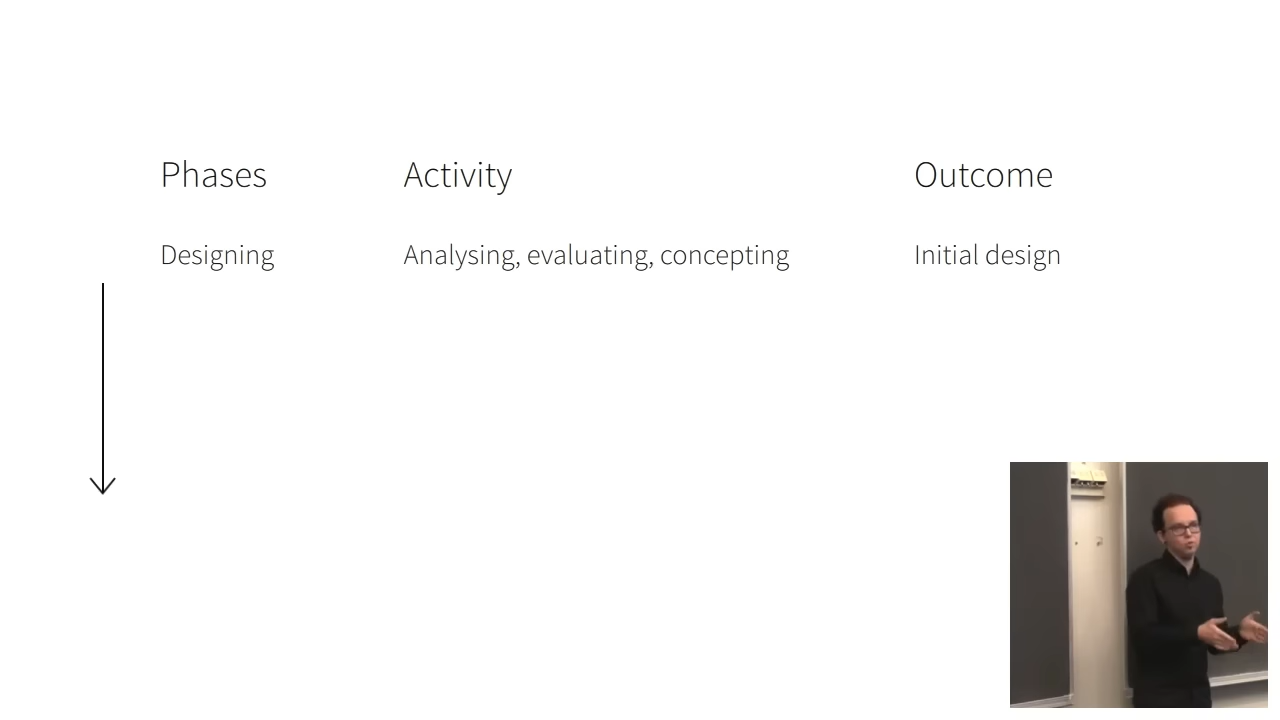 Phases Activity Outcome
Designing Analysing, evaluating, concepting Initial design